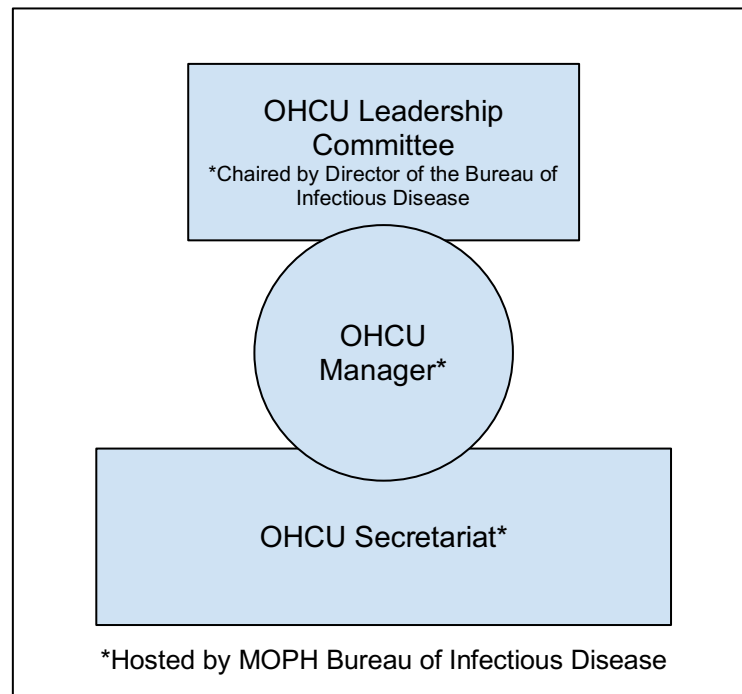 OHCU Leadership
Committee
*Chaired by Director of the Bureau of
Infectious Disease
OHCU
Manager*
OHCU Secretariat*
*Hosted by MOPH Bureau of Infectious Disease